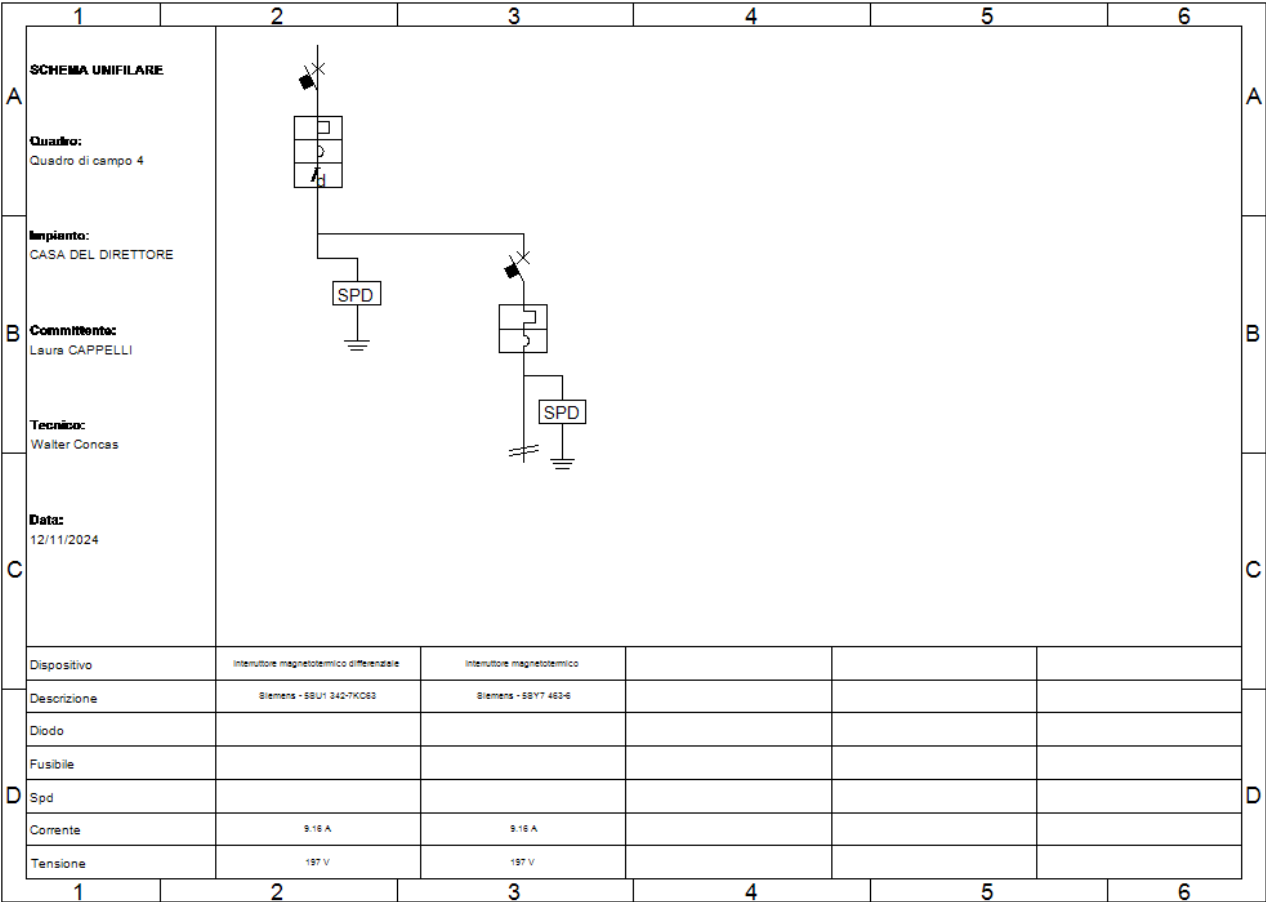 1 2 3 4 5 6
A A
SCHEMA UNIFILARE
Quadro:
Quadro di campo 4
Id
B B
Impianto:
CASA DEL DIRETTORE
SPD
Committente:
Laura CAPPELLI
SPD
Tecnico:
Walter Concas
C C
Data:
12/11/2024
Dispositivo Interruttore magnetotermico differenziale Interruttore magnetotermico
Descrizione Siemens - 5SU1 342-7KC63 Siemens - 5SY7 463-6
Diodo
Fusibile
D Spd D
Corrente 9.16 A 9.16 A
Tensione 197 V 197 V
1 2 3 4 5 6